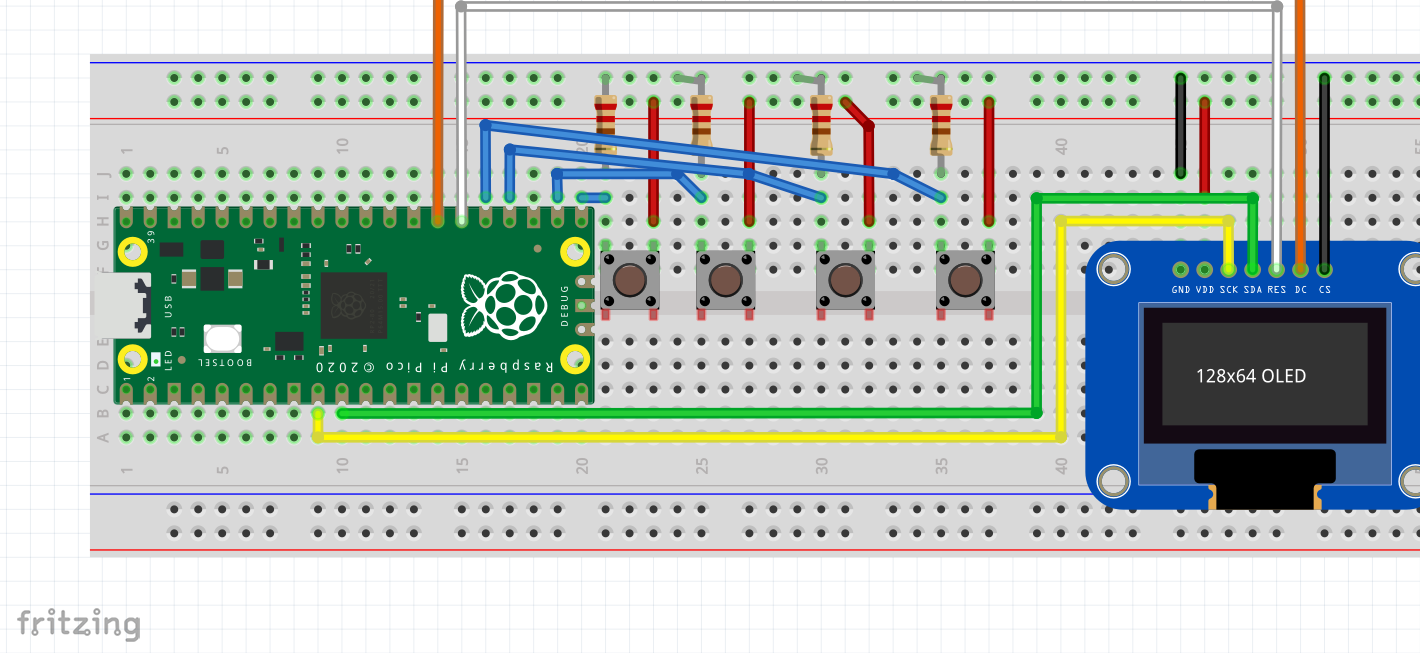 1 5 10 20 40 55
J
I
H
G
f
39
USB
DEBUG
GND VDD SCK SDA RES DC CS
128x64 OLED
LED
BOOTSEL
Raspberry Pi Pico ©2020
1 2
E
D
C
B
A
1 5 10 15 20 25 30 35 40
fritzing